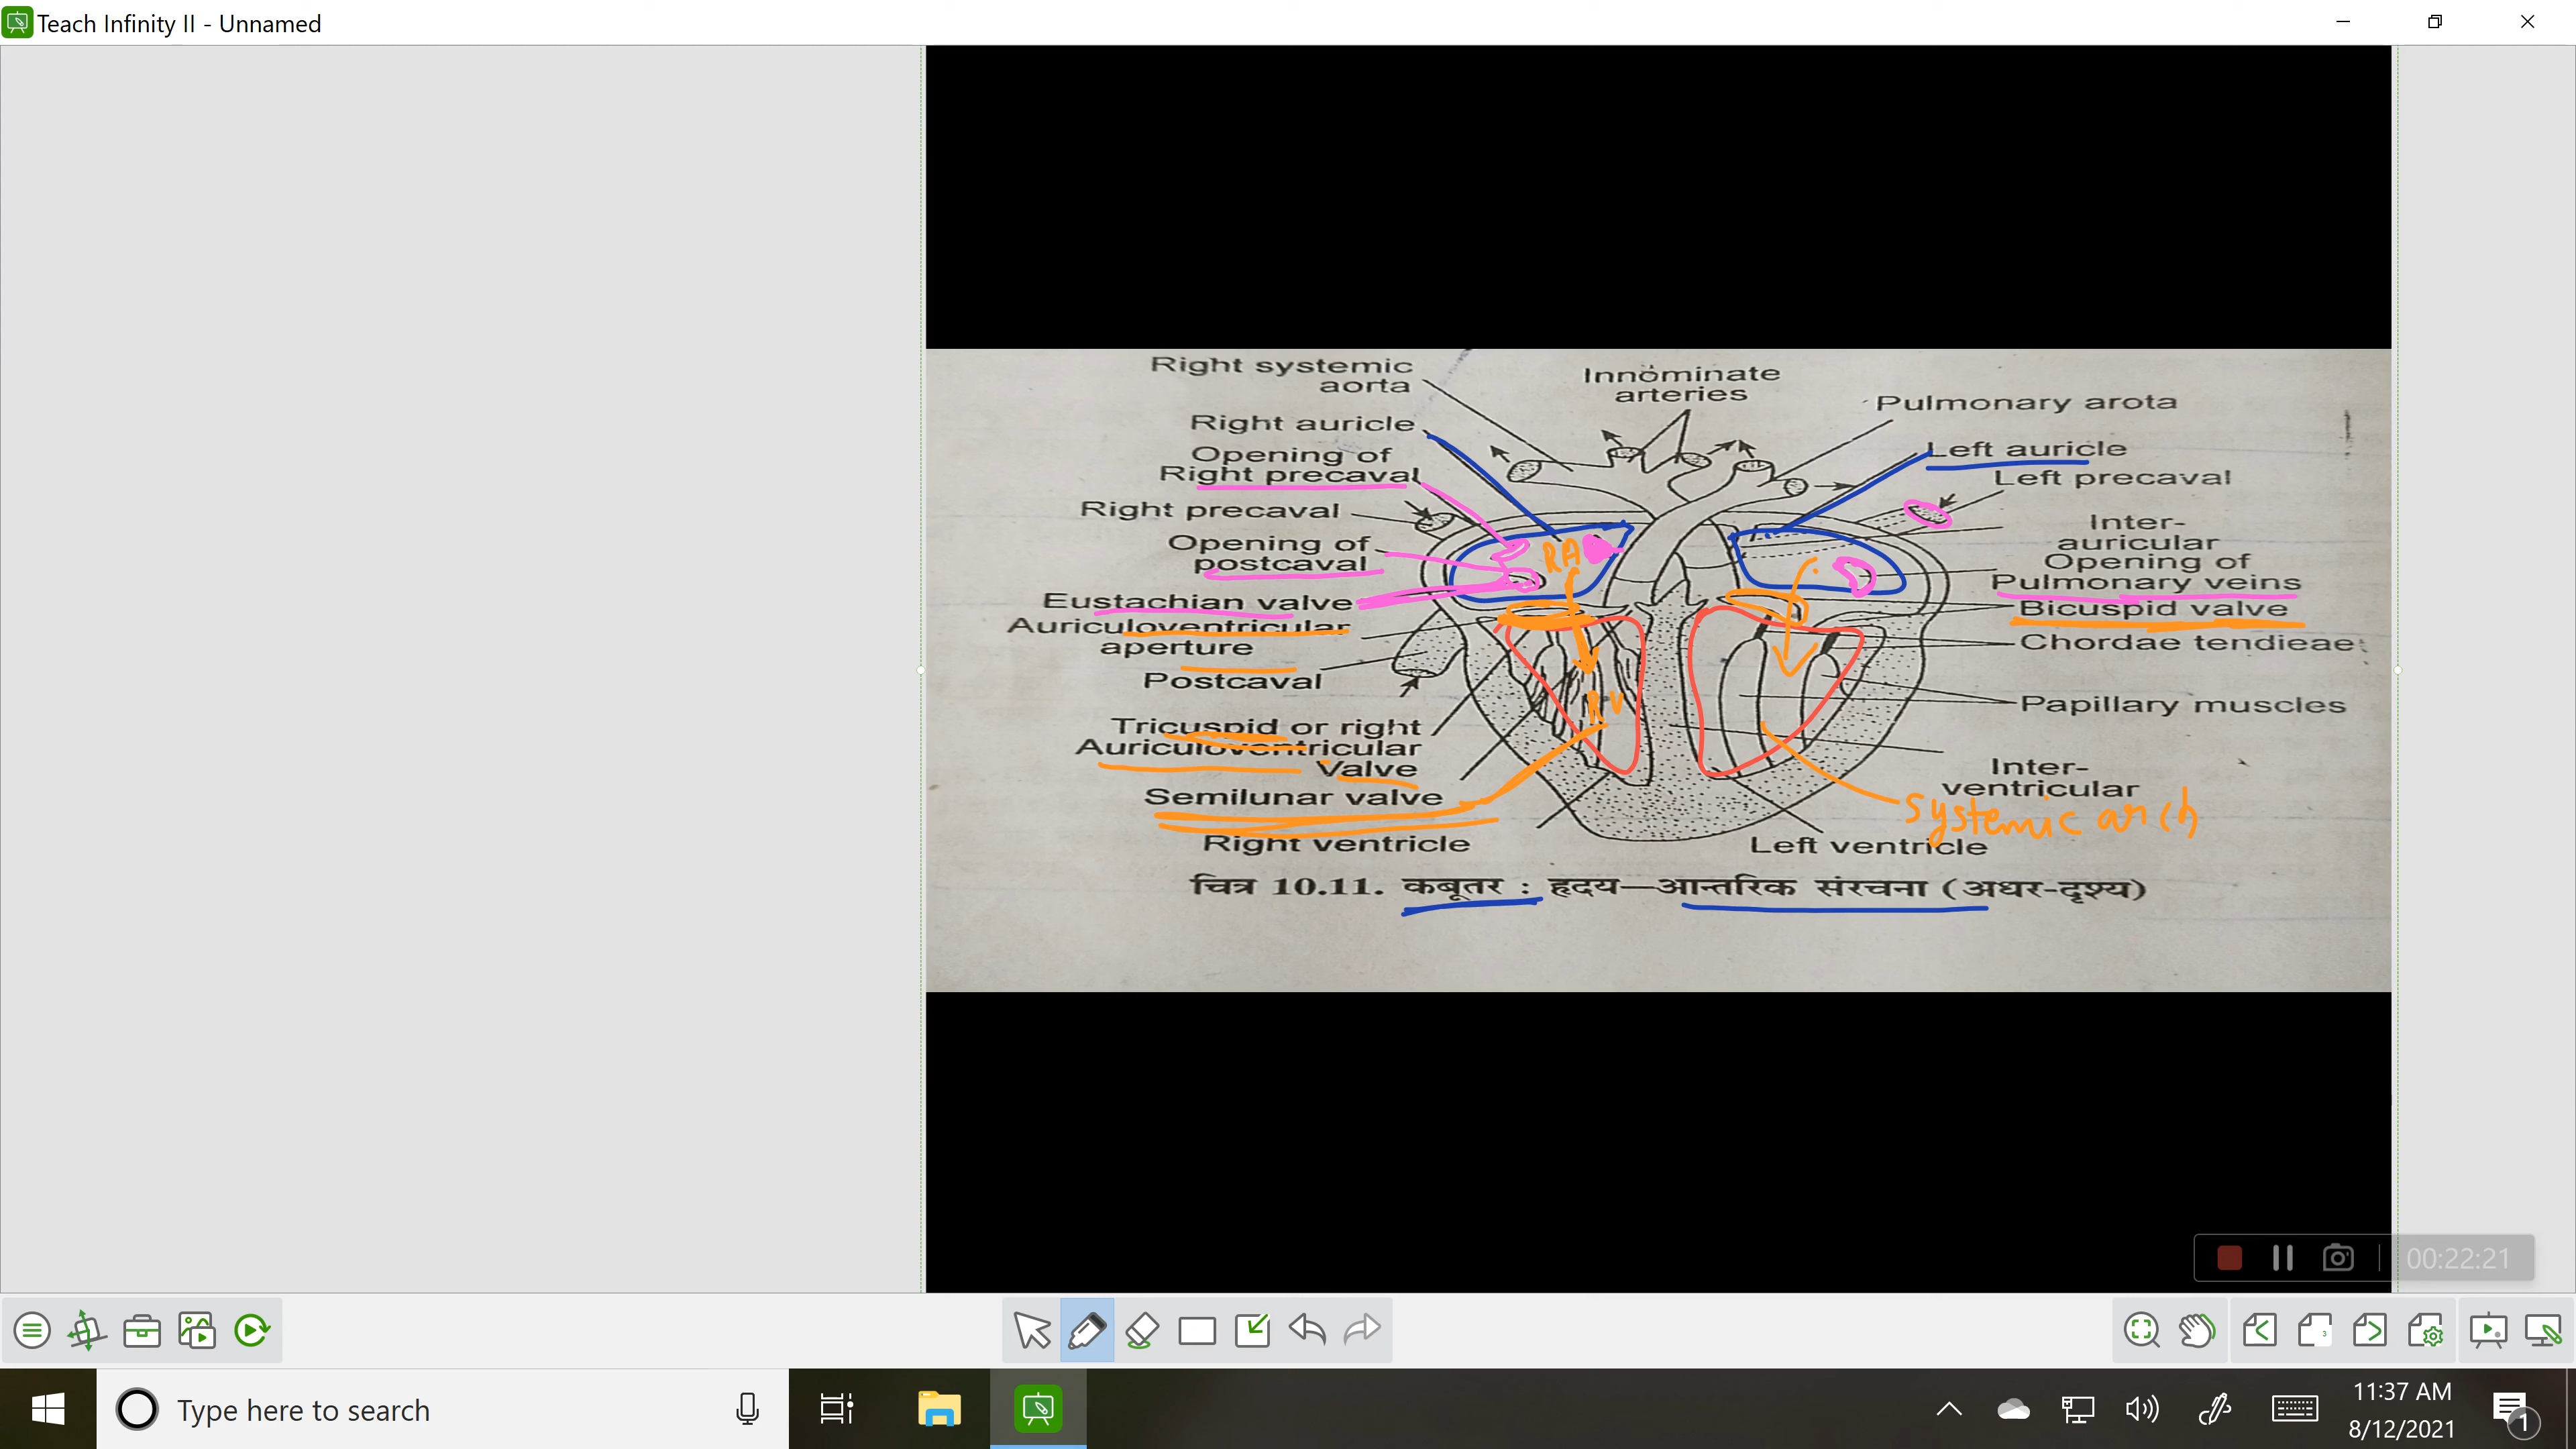 Teach Infinity II - Unnamed
Right systemic
aorta
Innominate
arteries
Pulmonary arota
Right auricle
Left auricle
Opening of
Right precaval
Left precaval
Right precaval
Inter-
auricular
Opening of
postcaval
Opening of
Pulmonary veins
RA
Eustachian valve
Bicuspid valve
Auriculoventricular
aperture
Chordae tendieae
Postcaval
Papillary muscles
RV
Tricuspid or right
Auriculoventricular
Valve
Inter-
ventricular
Semilunar valve
Systemic arch
Right ventricle
Left ventricle
चित्र 10.11. कबूतर : हृदय—आन्तरिक संरचना (अधर-दृश्य)
00:22:21
3
Type here to search
11:37 AM
8/12/2021
1